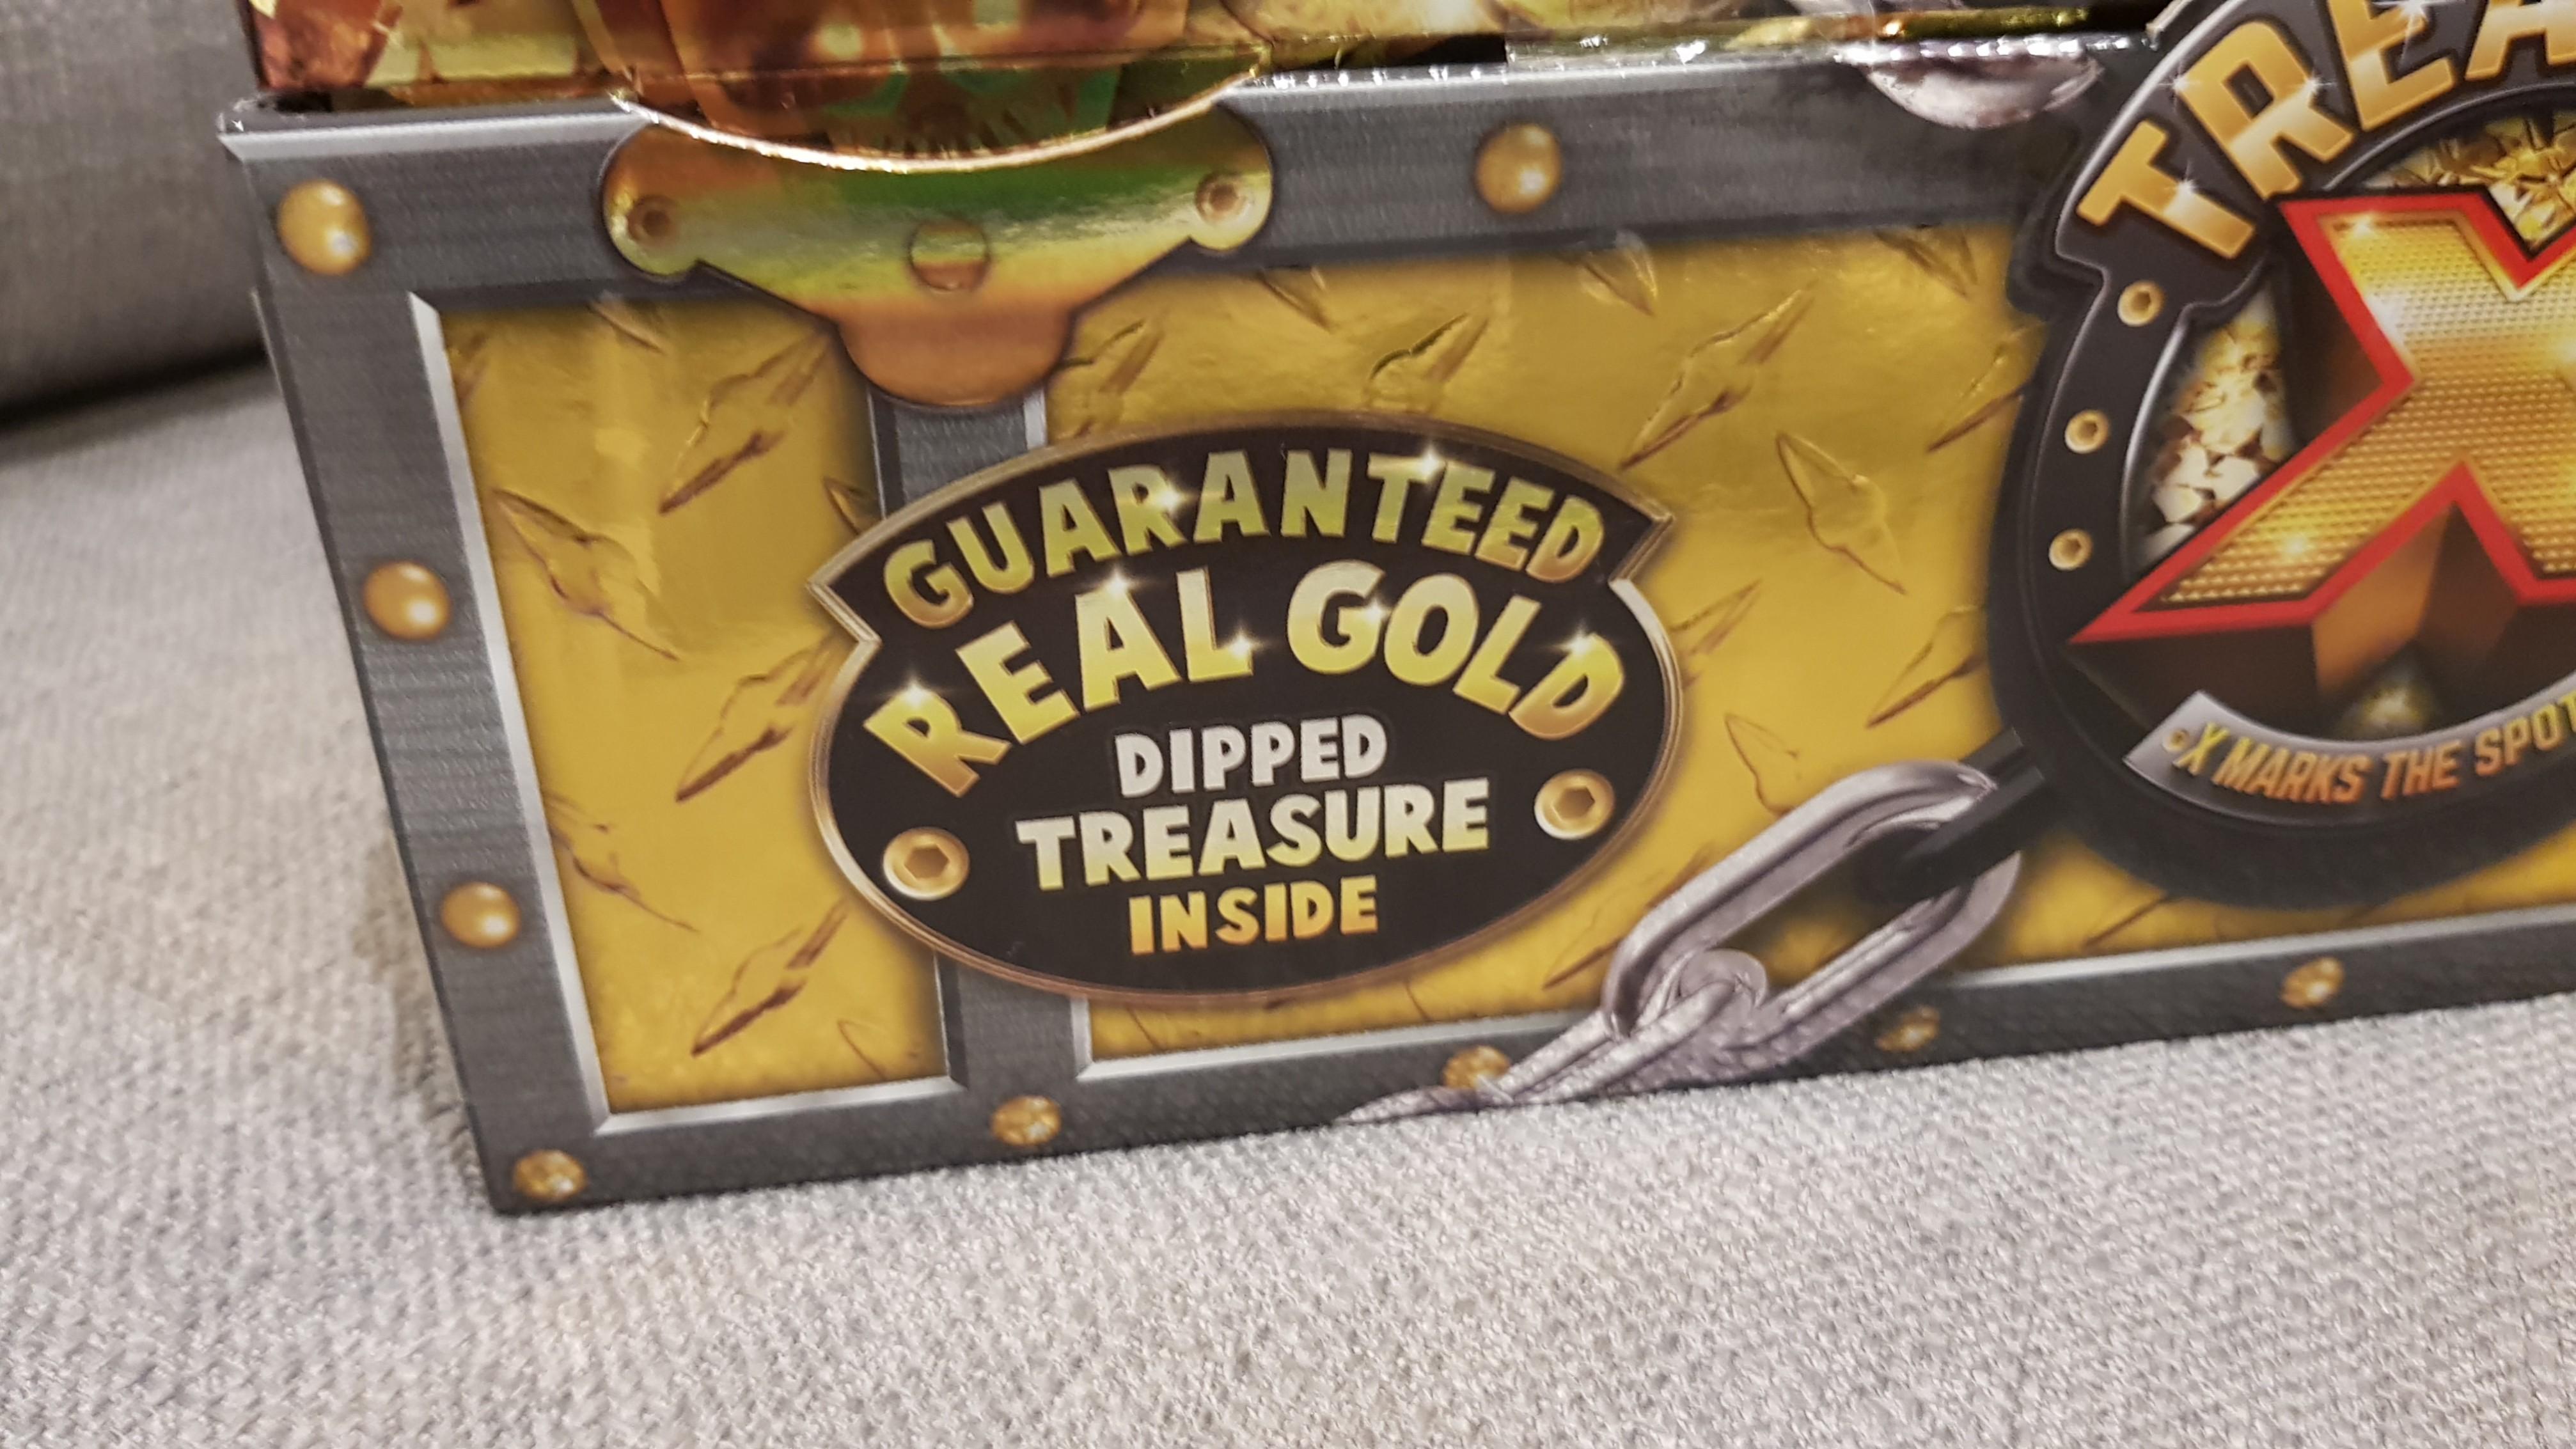 GUARANTEED
REAL GOLD
DIPPED
TREASURE
INSIDE
X
X MARKS THE SPOT